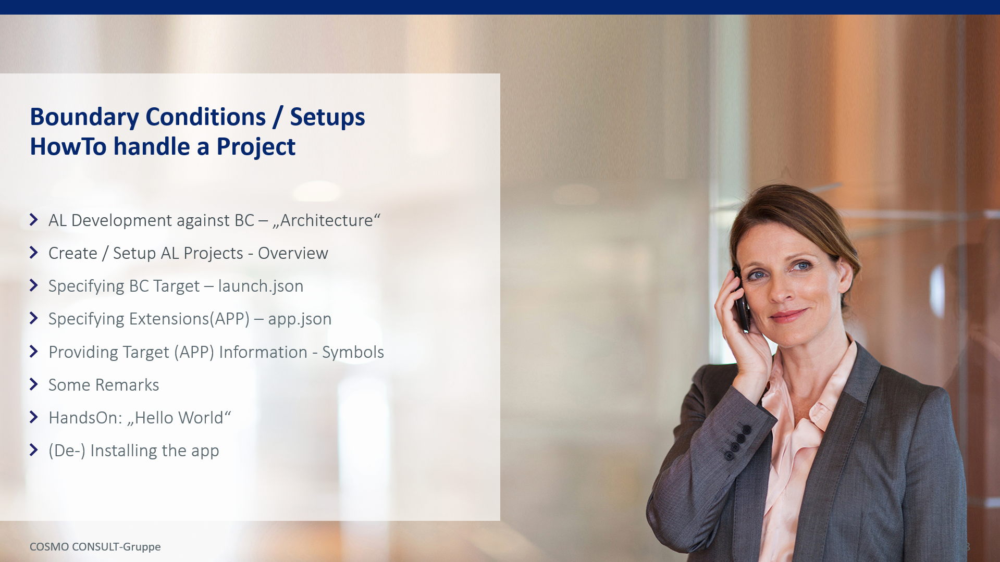 Boundary Conditions / Setups
HowTo handle a Project
AL Development against BC – „Architecture“
Create / Setup AL Projects - Overview
Specifying BC Target – launch.json
Specifying Extensions(APP) – app.json
Providing Target (APP) Information - Symbols
Some Remarks
HandsOn: „Hello World“
(De-) Installing the app
COSMO CONSULT-Gruppe